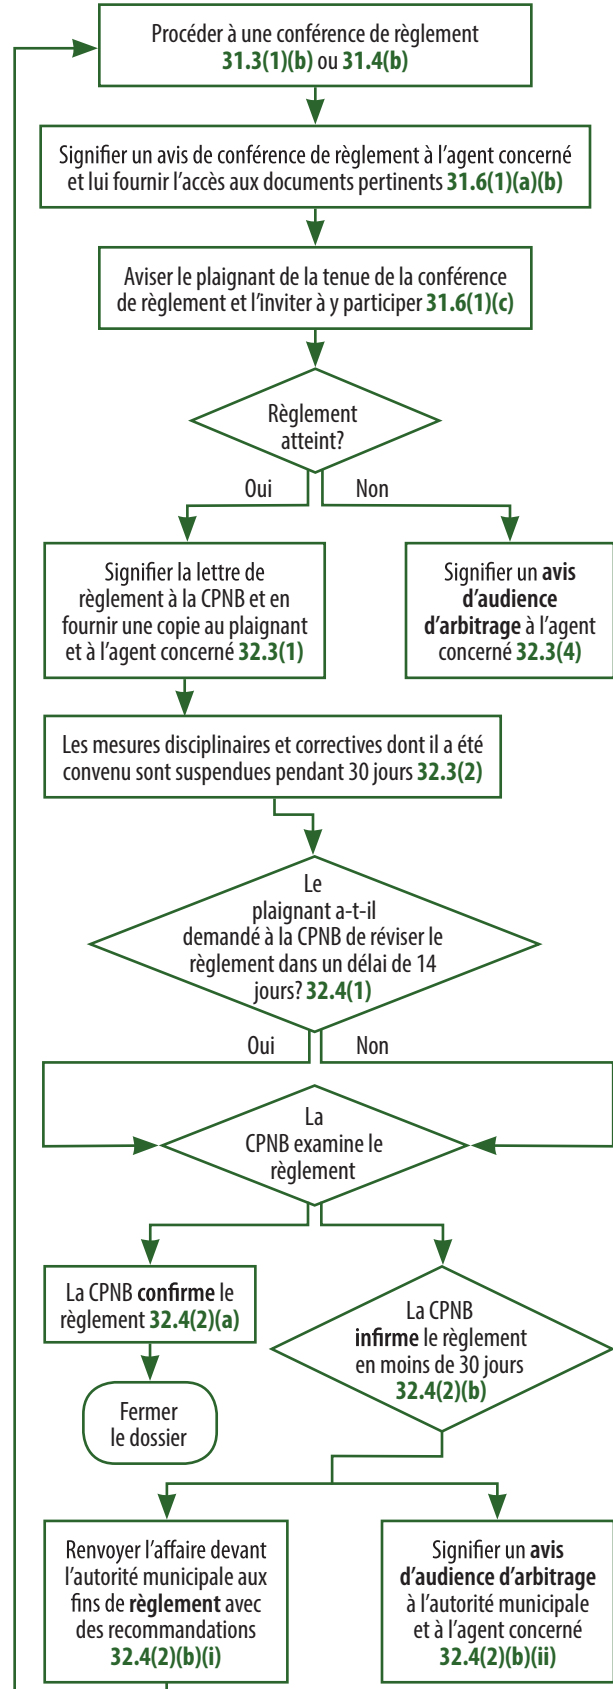 Procéder à une conférence de règlement
31.3(1)(b) ou 31.4(b)
Signifier un avis de conférence de règlement à l'agent concerné
et lui fournir l'accès aux documents pertinents 31.6(1)(a)(b)
Aviser le plaignant de la tenue de la conférence
de règlement et l'inviter à y participer 31.6(1)(c)
Règlement
atteint?
Oui
Non
Signifier la lettre de
règlement à la CPNB et en
fournir une copie au plaignant
et à l'agent concerné 32.3(1)
Signifier un avis
d'audience
d'arbitrage à l'agent
concerné 32.3(4)
Les mesures disciplinaires et correctives dont il a été
convenu sont suspendues pendant 30 jours 32.3(2)
Le
plaignant a-t-il
demandé à la CPNB de réviser le
règlement dans un délai de 14
jours? 32.4(1)
Oui
Non
La
CPNB examine le
règlement
La CPNB confirme le
règlement 32.4(2)(a)
La CPNB
infirme le règlement
en moins de 30 jours
32.4(2)(b)
Fermer
le dossier
Renvoyer l'affaire devant
l'autorité municipale aux
fins de règlement avec
des recommandations
32.4(2)(b)(i)
Signifier un avis
d'audience d'arbitrage
à l'autorité municipale
et à l'agent concerné
32.4(2)(b)(ii)